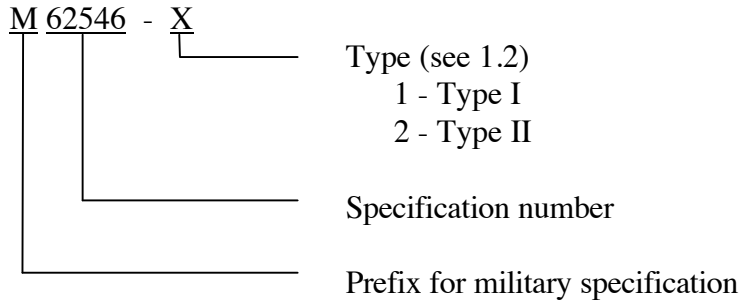 M 62546 - X
Type (see 1.2)
1 - Type I
2 - Type II
Specification number
Prefix for military specification